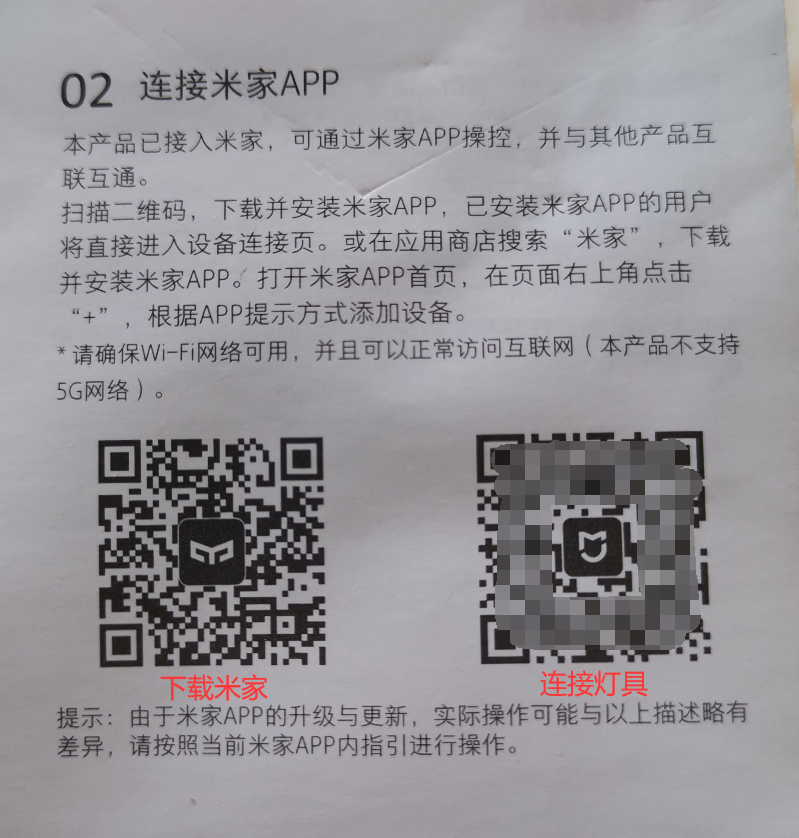 02 连接米家APP
本产品已接入米家，可通过米家APP操控，并与其他产品互
联互通。
扫描二维码，下载并安装米家APP，已安装米家APP的用户
将直接进入设备连接页。或在应用商店搜索“米家”，下载
并安装米家APP。打开米家APP首页，在页面右上角点击
“+”，根据APP提示方式添加设备。
*请确保Wi-Fi网络可用，并且可以正常访问互联网（本产品不支持
5G网络）。
下载米家
连接灯具
提示：由于米家APP的升级与更新，实际操作可能与以上描述略有
差异，请按照当前米家APP内指引进行操作。